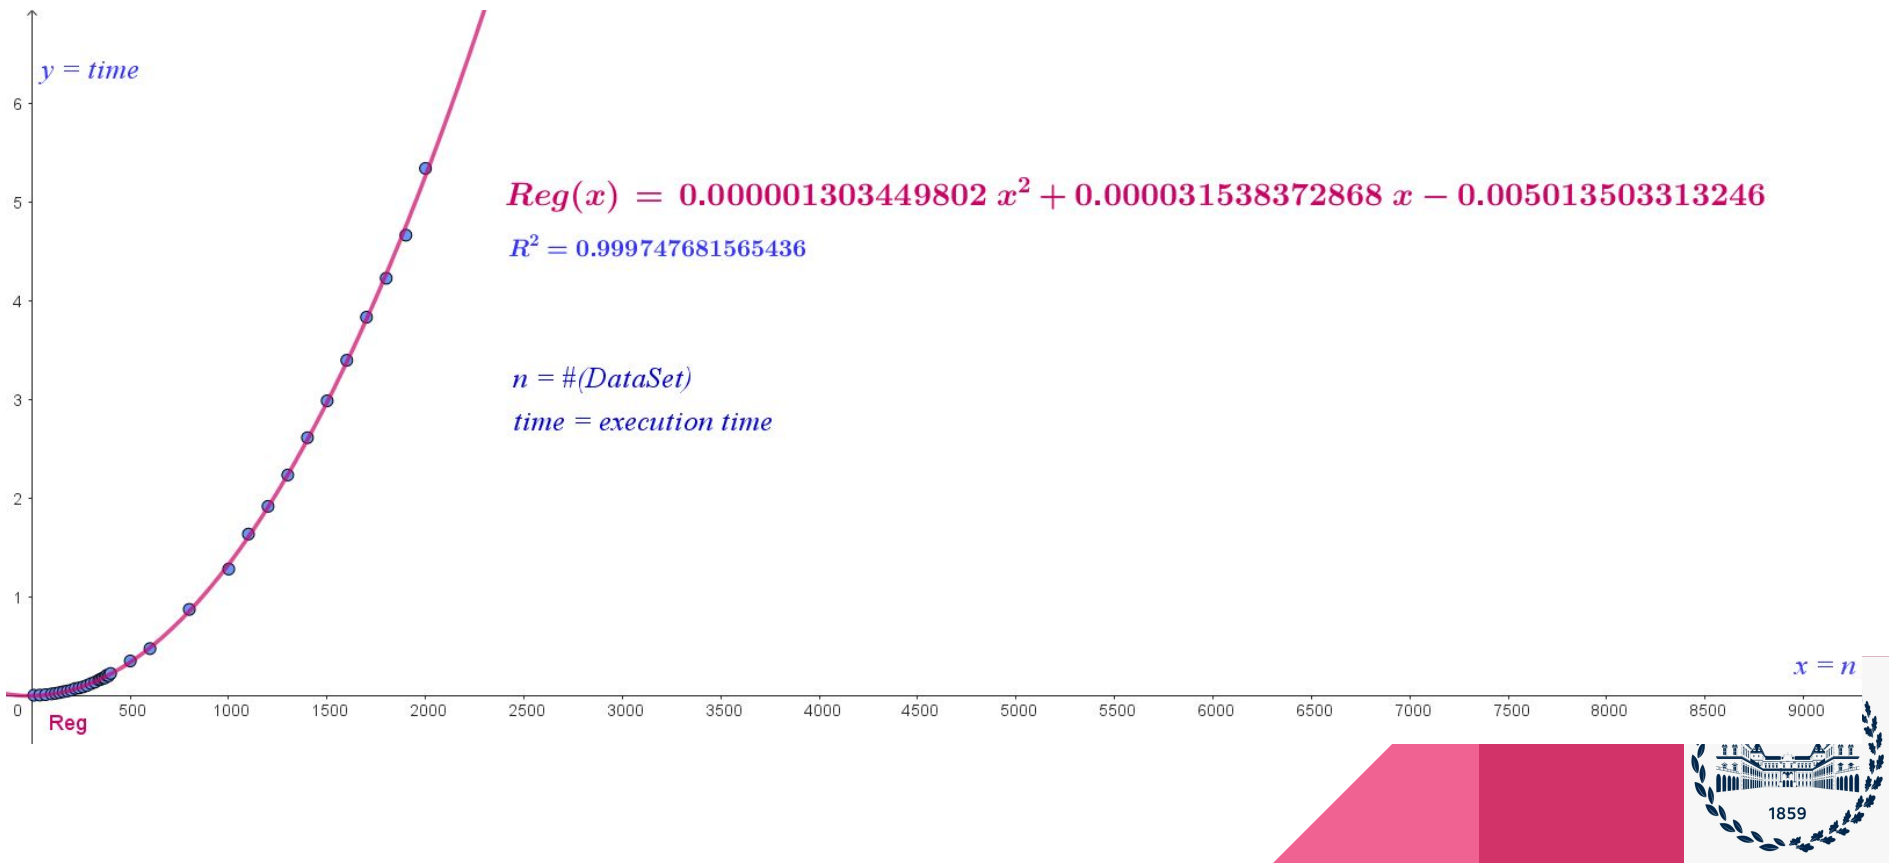 y = time
6
Reg(x) = 0.000001303449802 x² + 0.000031538372868 x − 0.005013503313246
5
R² = 0.999747681565436
4
n = #(DataSet)
3
time = execution time
2
1
x = n
0 500 1000 1500 2000 2500 3000 3500 4000 4500 5000 5500 6000 6500 7000 7500 8000 8500 9000
Reg
1859